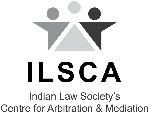 ILSCA
Indian Law Society's
Centre for Arbitration & Mediation